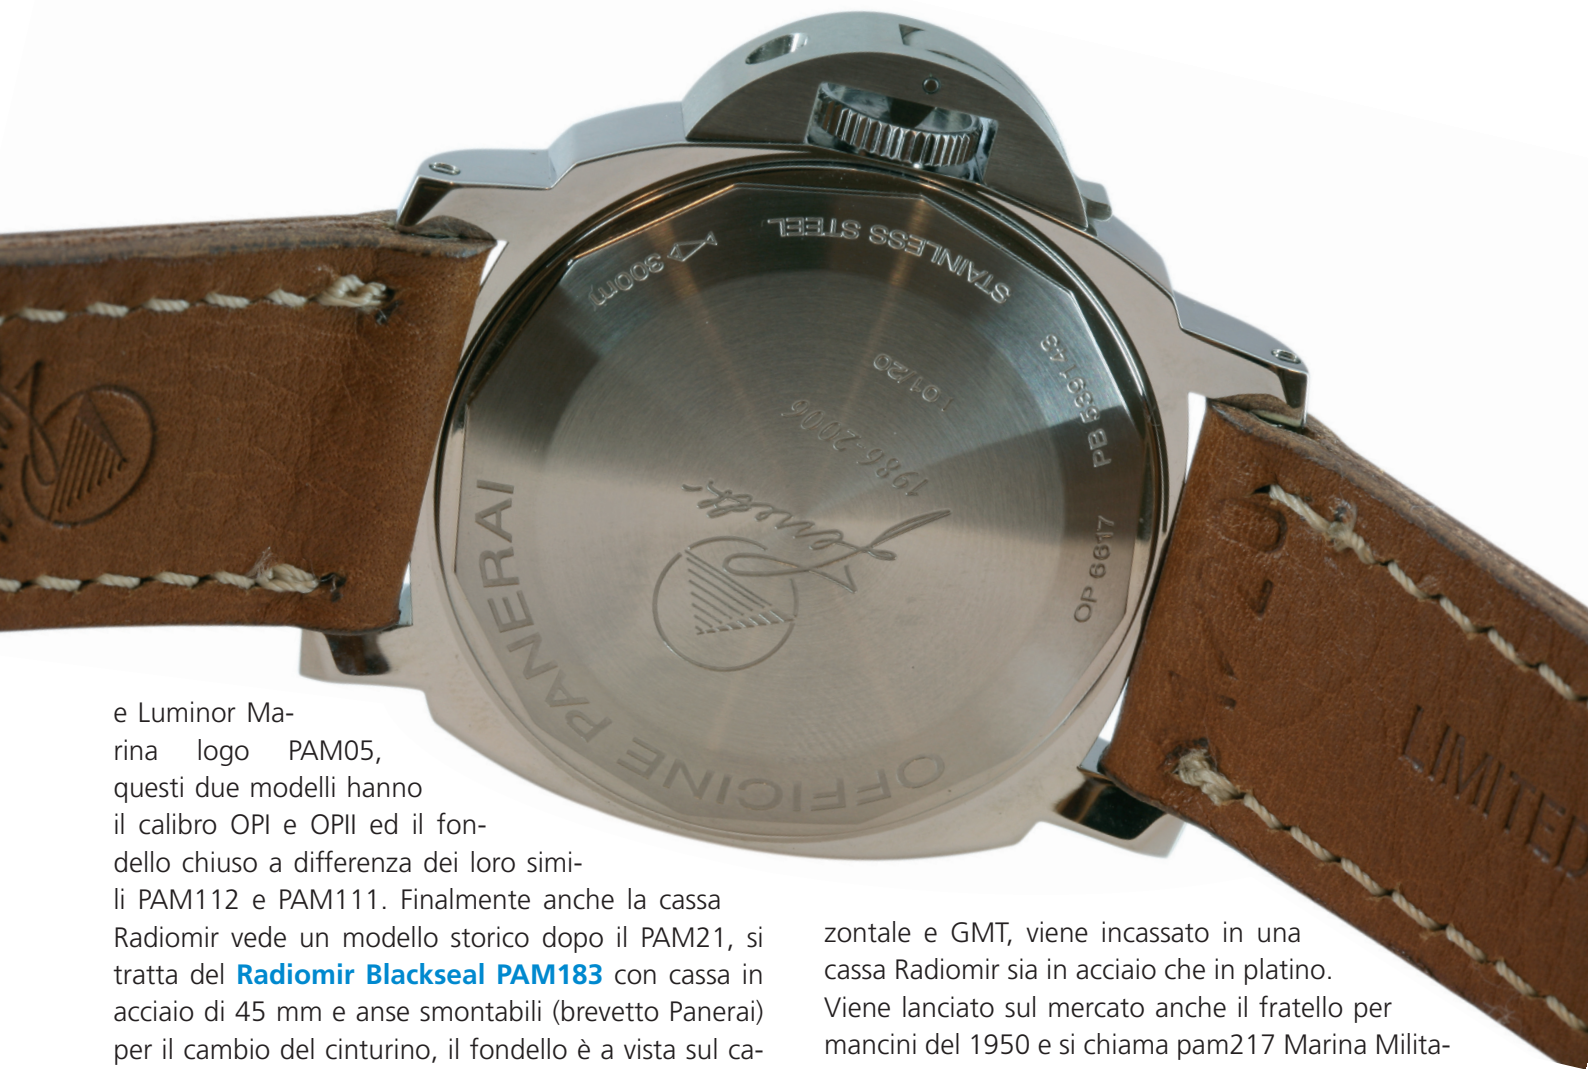 STAINLESS STEEL
300m
PB 5391
OP 6617
1986-2006
OFFICINE PANERAI
LIMITED
e Luminor Ma-
rina logo PAM05,
questi due modelli hanno
il calibro OPI e OPII ed il fon-
dello chiuso a differenza dei loro simi-
li PAM112 e PAM111. Finalmente anche la cassa
Radiomir vede un modello storico dopo il PAM21, si
tratta del Radiomir Blackseal PAM183 con cassa in
acciaio di 45 mm e anse smontabili (brevetto Panerai)
per il cambio del cinturino, il fondello è a vista sul ca-
zontale e GMT, viene incassato in una
cassa Radiomir sia in acciaio che in platino.
Viene lanciato sul mercato anche il fratello per
mancini del 1950 e si chiama pam217 Marina Milita-